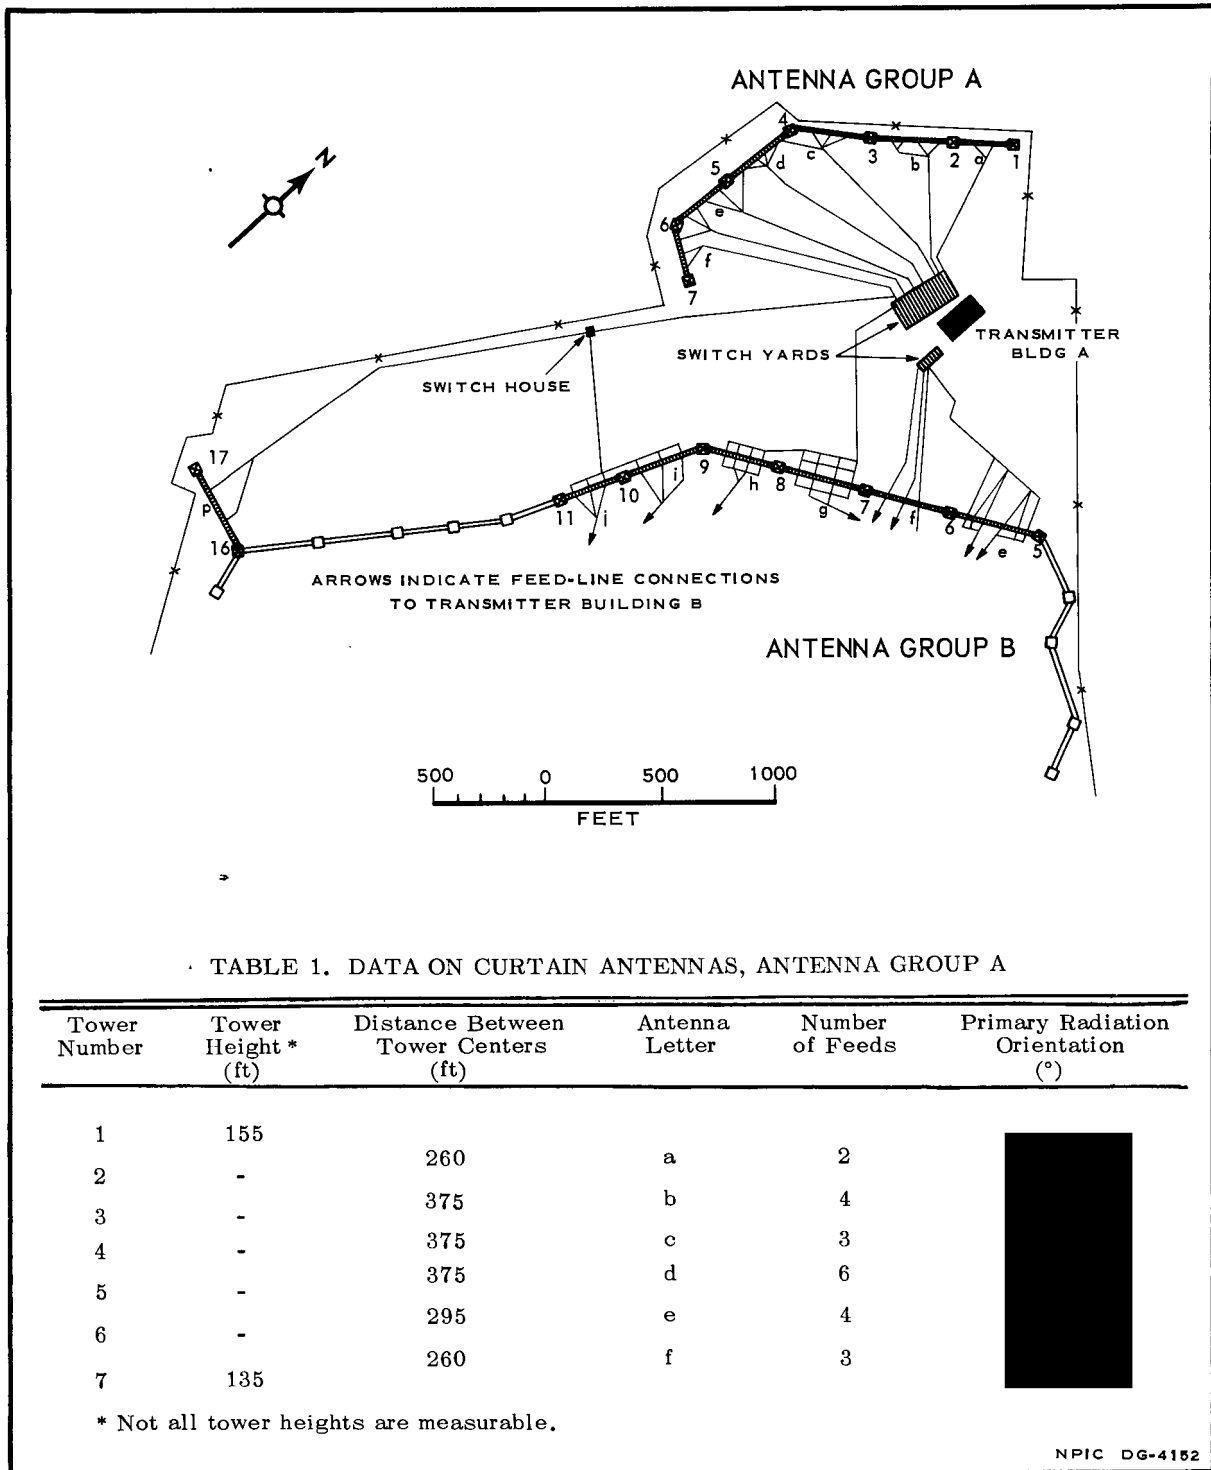 ANTENNA GROUP A
N
4
3
2
1
5
6
7
a
b
c
d
e
f
TRANSMITTER
BLDG A
SWITCH YARDS
SWITCH HOUSE
17
p
16
11
10
9
8
7
6
5
j
i
h
g
f
e
ARROWS INDICATE FEED-LINE CONNECTIONS
TO TRANSMITTER BUILDING B
ANTENNA GROUP B
500 0 500 1000
FEET
TABLE 1. DATA ON CURTAIN ANTENNAS, ANTENNA GROUP A
Tower Number Tower Height * (ft) Distance Between Tower Centers (ft) Antenna Letter Number of Feeds Primary Radiation Orientation (°)
1 155
260 a 2
2 -
375 b 4
3 -
375 c 3
4 -
375 d 6
5 -
295 e 4
6 -
260 f 3
7 135
* Not all tower heights are measurable.
NPIC DG-4152